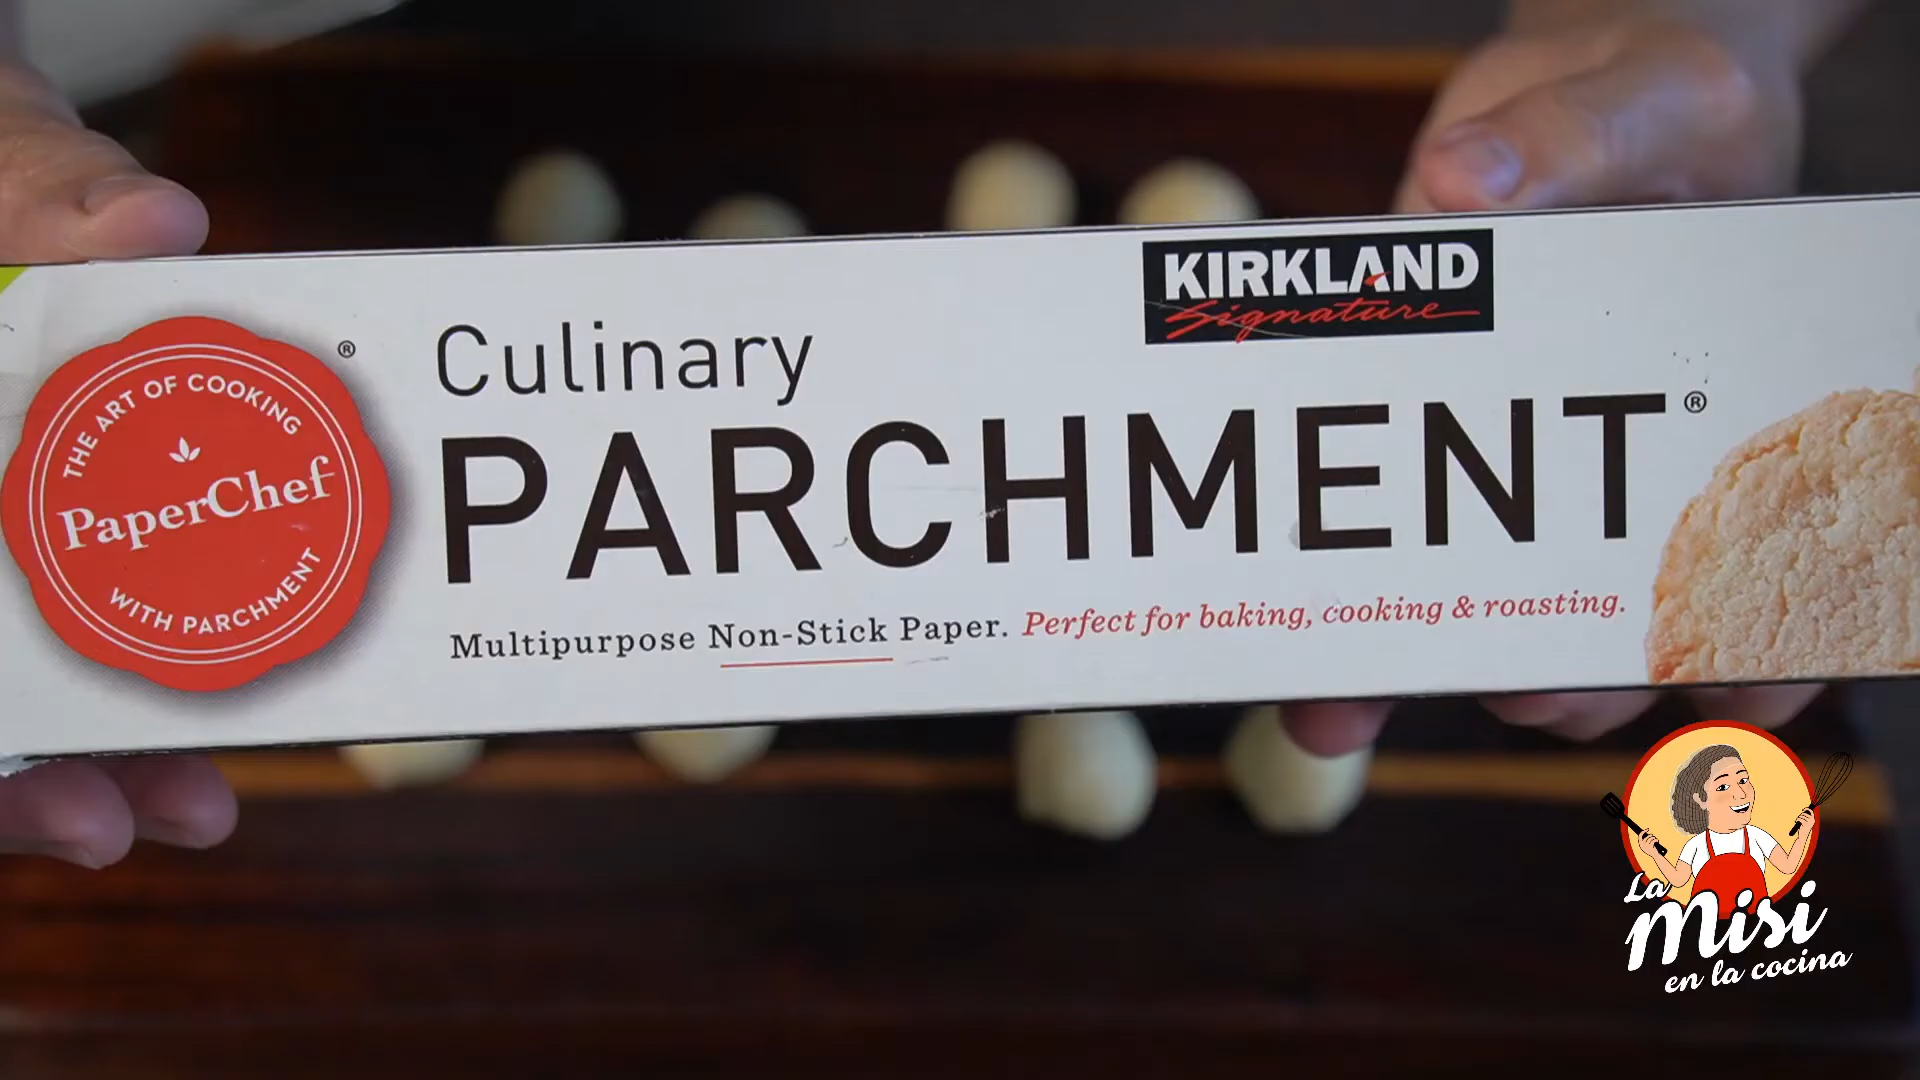 KIRKLAND
Signature
Culinary
PARCHMENT®
Multipurpose Non-Stick Paper. Perfect for baking, cooking & roasting.
®
THE ART OF COOKING
PaperChef
WITH PARCHMENT
La
Misi
en la cocina